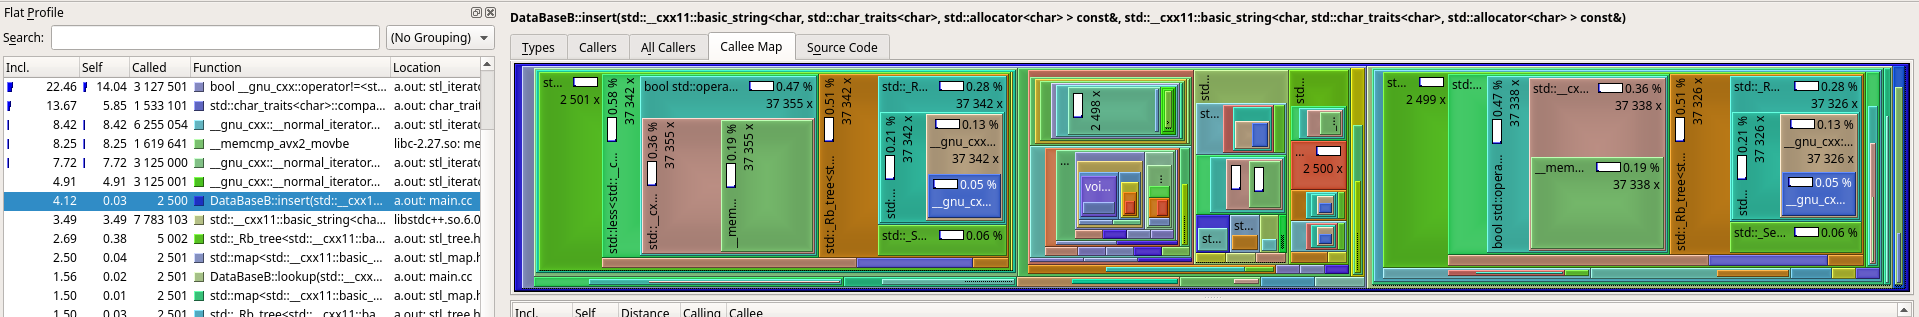 Flat Profile
Search:
(No Grouping)
Incl. Self Called Function Location
22.46 14.04 3 127 501 bool __gnu_cxx::operator!=<st... a.out: stl_iterat
13.67 5.85 1 533 101 std::char_traits<char>::compa... a.out: char_trait
8.42 8.42 6 255 054 __gnu_cxx::__normal_iterator... a.out: stl_iterat
8.25 8.25 1 619 641 __memcmp_avx2_movbe libc-2.27.so: me
7.72 7.72 3 125 000 __gnu_cxx::__normal_iterator... a.out: stl_iterat
4.91 4.91 3 125 001 __gnu_cxx::__normal_iterator... a.out: stl_iterat
4.12 0.03 2 500 DataBaseB::insert(std::__cxx1... a.out: main.cc
3.49 3.49 7 783 103 std::__cxx11::basic_string<cha... libstdc++.so.6.0
2.69 0.38 5 002 std::_Rb_tree<std::__cxx11::ba... a.out: stl_tree.h
2.50 0.04 2 501 std::map<std::__cxx11::basic_... a.out: stl_map.h
1.56 0.02 2 501 DataBaseB::lookup(std::__cxx... a.out: main.cc
1.50 0.01 2 501 std::map<std::__cxx11::basic_... a.out: stl_map.h
1.50 0.03 2 501 std::_Rb_tree<std::__cxx11::ba... a.out: stl_tree.h
DataBaseB::insert(std::__cxx11::basic_string<char, std::char_traits<char>, std::allocator<char> > const&, std::__cxx11::basic_string<char, std::char_traits<char>, std::allocator<char> > const&)
Types Callers All Callers Callee Map Source Code
st...
2 501 x
std::less<std::__c... 0.58 %
37 342 x
bool std::opera... 0.47 %
37 355 x
std::__cx... 0.36 %
37 355 x
__mem... 0.19 %
37 355 x
std::_Rb_tree<st... 0.51 %
37 342 x
std::_R... 0.28 %
37 342 x
std:... 0.21 %
37 342 x
0.13 %
__gnu_cxx...
37 342 x
0.05 %
__gnu_cx...
std::_S... 0.06 %
2 498 x
...
voi...
...
std:...
st...
st...
st...
std:...
...
...
2 500 x
st...
2 499 x
std::...
bool std::opera... 0.47 %
37 338 x
std::__cx... 0.36 %
37 338 x
__mem... 0.19 %
37 338 x
std::_Rb_tree<st... 0.51 %
37 326 x
std::_R... 0.28 %
37 326 x
std:... 0.21 %
37 326 x
0.13 %
__gnu_cxx...
37 326 x
0.05 %
__gnu_cx...
std::_Se... 0.06 %
Incl. Self Distance Calling Callee